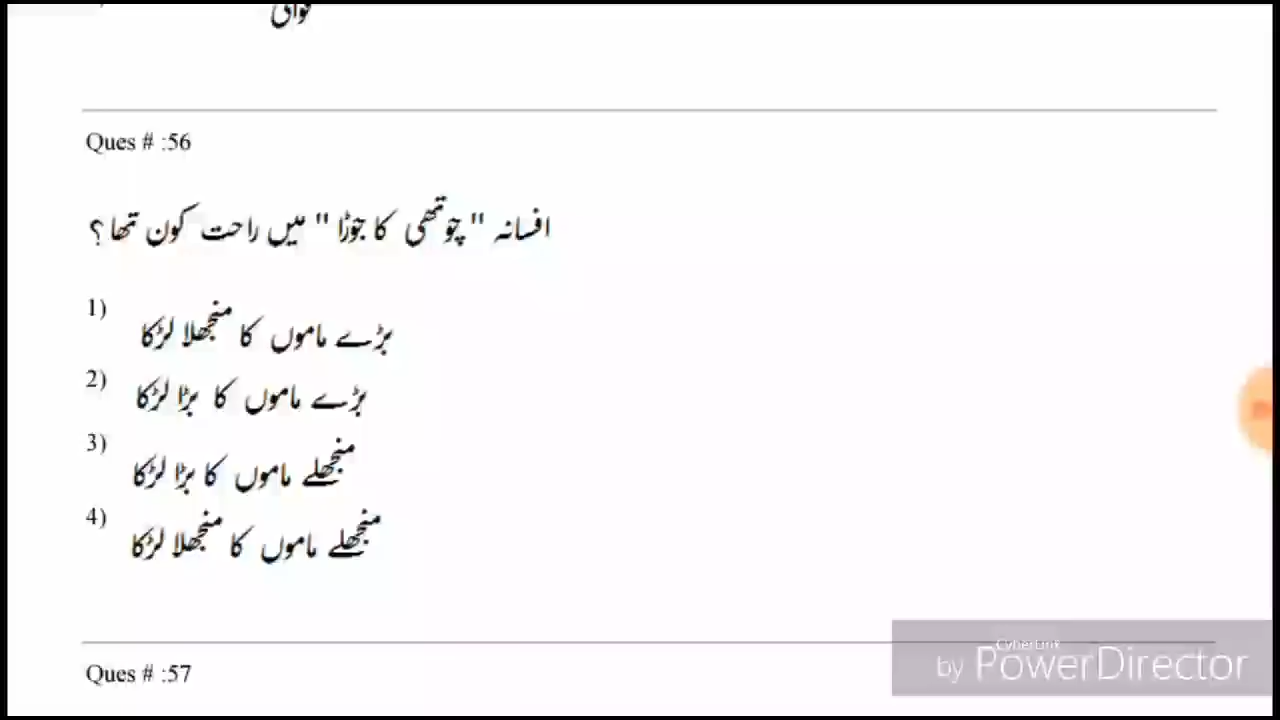 Ques # :56
افسانہ " چوتھی کا جوڑا " میں راحت کون تھا ؟
1)
بڑے ماموں کا منجھلا لڑکا
2)
بڑے ماموں کا بڑا لڑکا
3)
منجھلے ماموں کا بڑا لڑکا
4)
منجھلے ماموں کا منجھلا لڑکا
Ques # :57
CyberLink
by PowerDirector